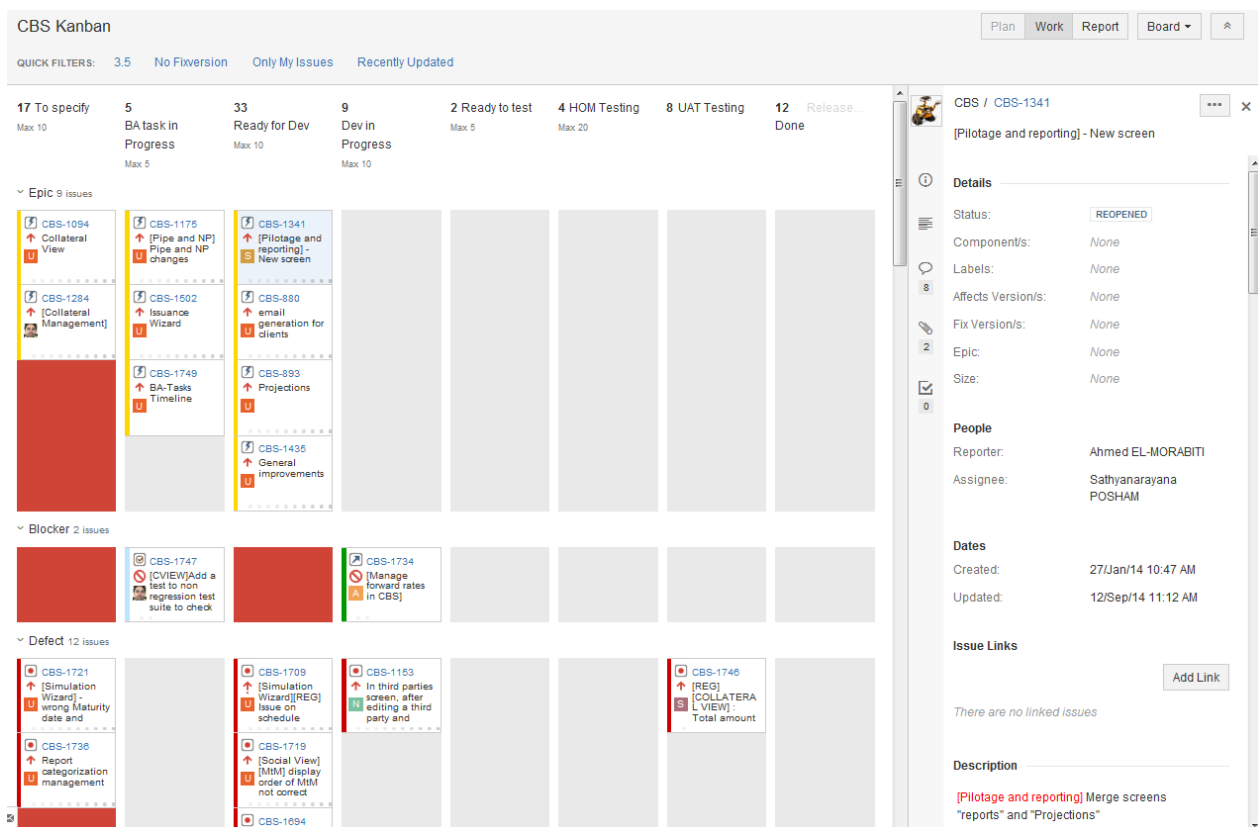 CBS Kanban
Plan
Work
Report
Board
QUICK FILTERS:
3.5
No Fixversion
Only My Issues
Recently Updated
17 To specify
Max 10
5
BA task in
Progress
Max 5
33
Ready for Dev
Max 10
9
Dev in
Progress
Max 10
2 Ready to test
Max 5
4 HOM Testing
Max 20
8 UAT Testing
12
Done
Release...
Epic 9 issues
CBS-1094
Collateral
View
U
CBS-1284
[Collateral
Management]
CBS-1175
[Pipe and NP]
Pipe and NP
changes
U
CBS-1502
Issuance
Wizard
U
CBS-1749
BA-Tasks
Timeline
U
CBS-1341
[Pilotage and
reporting] -
New screen
S
CBS-880
email
generation for
clients
U
CBS-893
Projections
U
CBS-1435
General
improvements
U
Blocker 2 issues
CBS-1747
[CVIEW]Add a
test to non
regression test
suite to check
CBS-1734
[Manage
forward rates
in CBS]
A
Defect 12 issues
CBS-1721
[Simulation
Wizard] -
wrong Maturity
date and
U
CBS-1736
Report
categorization
management
U
CBS-1709
[Simulation
Wizard][REG]
Issue on
schedule
U
CBS-1719
[Social View]
[MtM] display
order of MtM
not correct
U
CBS-1694
CBS-1153
In third parties
screen, after
editing a third
party and
N
CBS-1746
[REG]
[COLLATERA
L VIEW] :
Total amount
S
CBS / CBS-1341
[Pilotage and reporting] - New screen
8
2
0
Details
Status:
REOPENED
Component/s:
None
Labels:
None
Affects Version/s:
None
Fix Version/s:
None
Epic:
None
Size:
None
People
Reporter:
Ahmed EL-MORABITI
Assignee:
Sathyanarayana
POSHAM
Dates
Created:
27/Jan/14 10:47 AM
Updated:
12/Sep/14 11:12 AM
Issue Links
Add Link
There are no linked issues
Description
[Pilotage and reporting] Merge screens
"reports" and "Projections"